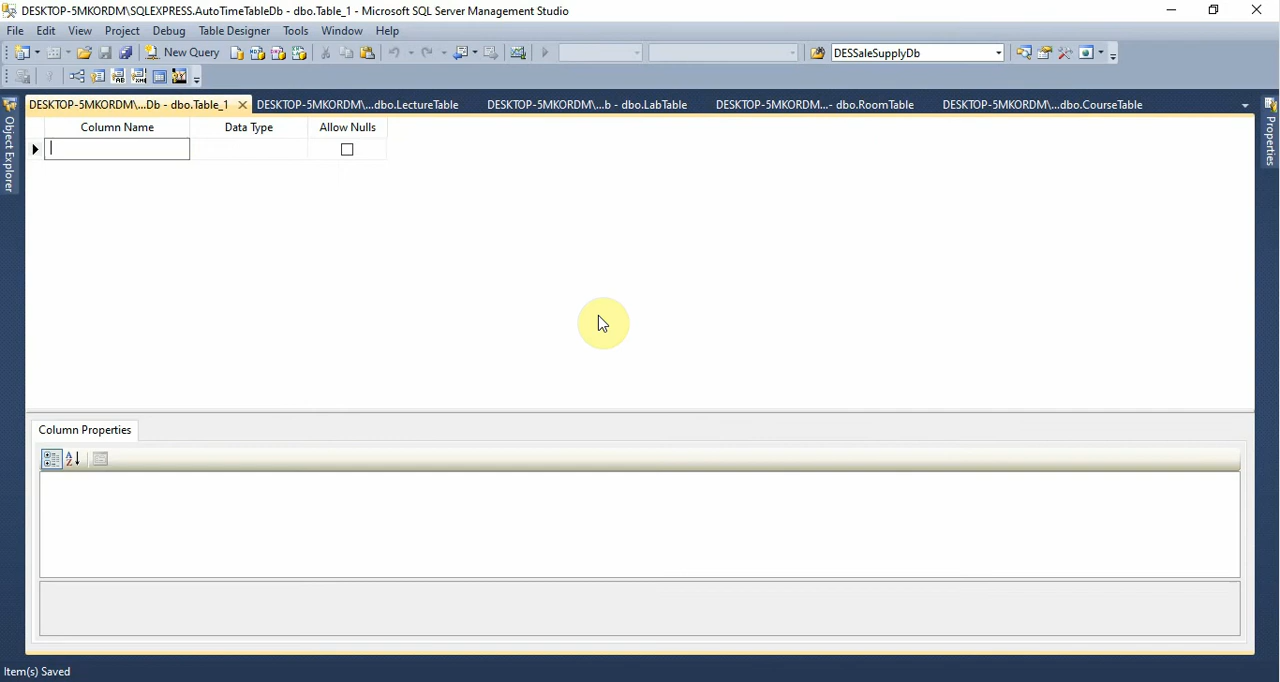 DESKTOP-5MKORDM\SQLEXPRESS.AutoTimeTableDb - dbo.Table_1 - Microsoft SQL Server Management Studio
File Edit View Project Debug Table Designer Tools Window Help
New Query DESSaleSupplyDb
DESKTOP-5MKORDM\...Db - dbo.Table_1 DESKTOP-5MKORDM\...dbo.LectureTable DESKTOP-5MKORDM\...b - dbo.LabTable DESKTOP-5MKORDM...- dbo.RoomTable DESKTOP-5MKORDM\...dbo.CourseTable
Object Explorer
Column Name Data Type Allow Nulls
Properties
Column Properties
Item(s) Saved